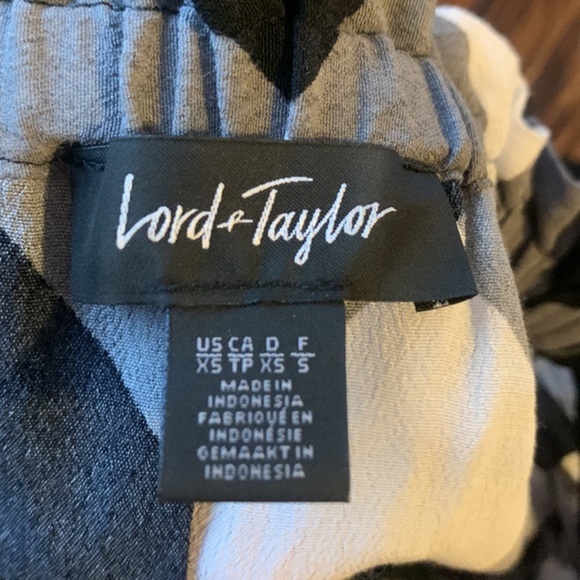 Lord & Taylor
US CA D F
XS TP XS S
MADE IN
INDONESIA
FABRIQUÉ EN
INDONÉSIE
GEMAAKT IN
INDONESIA